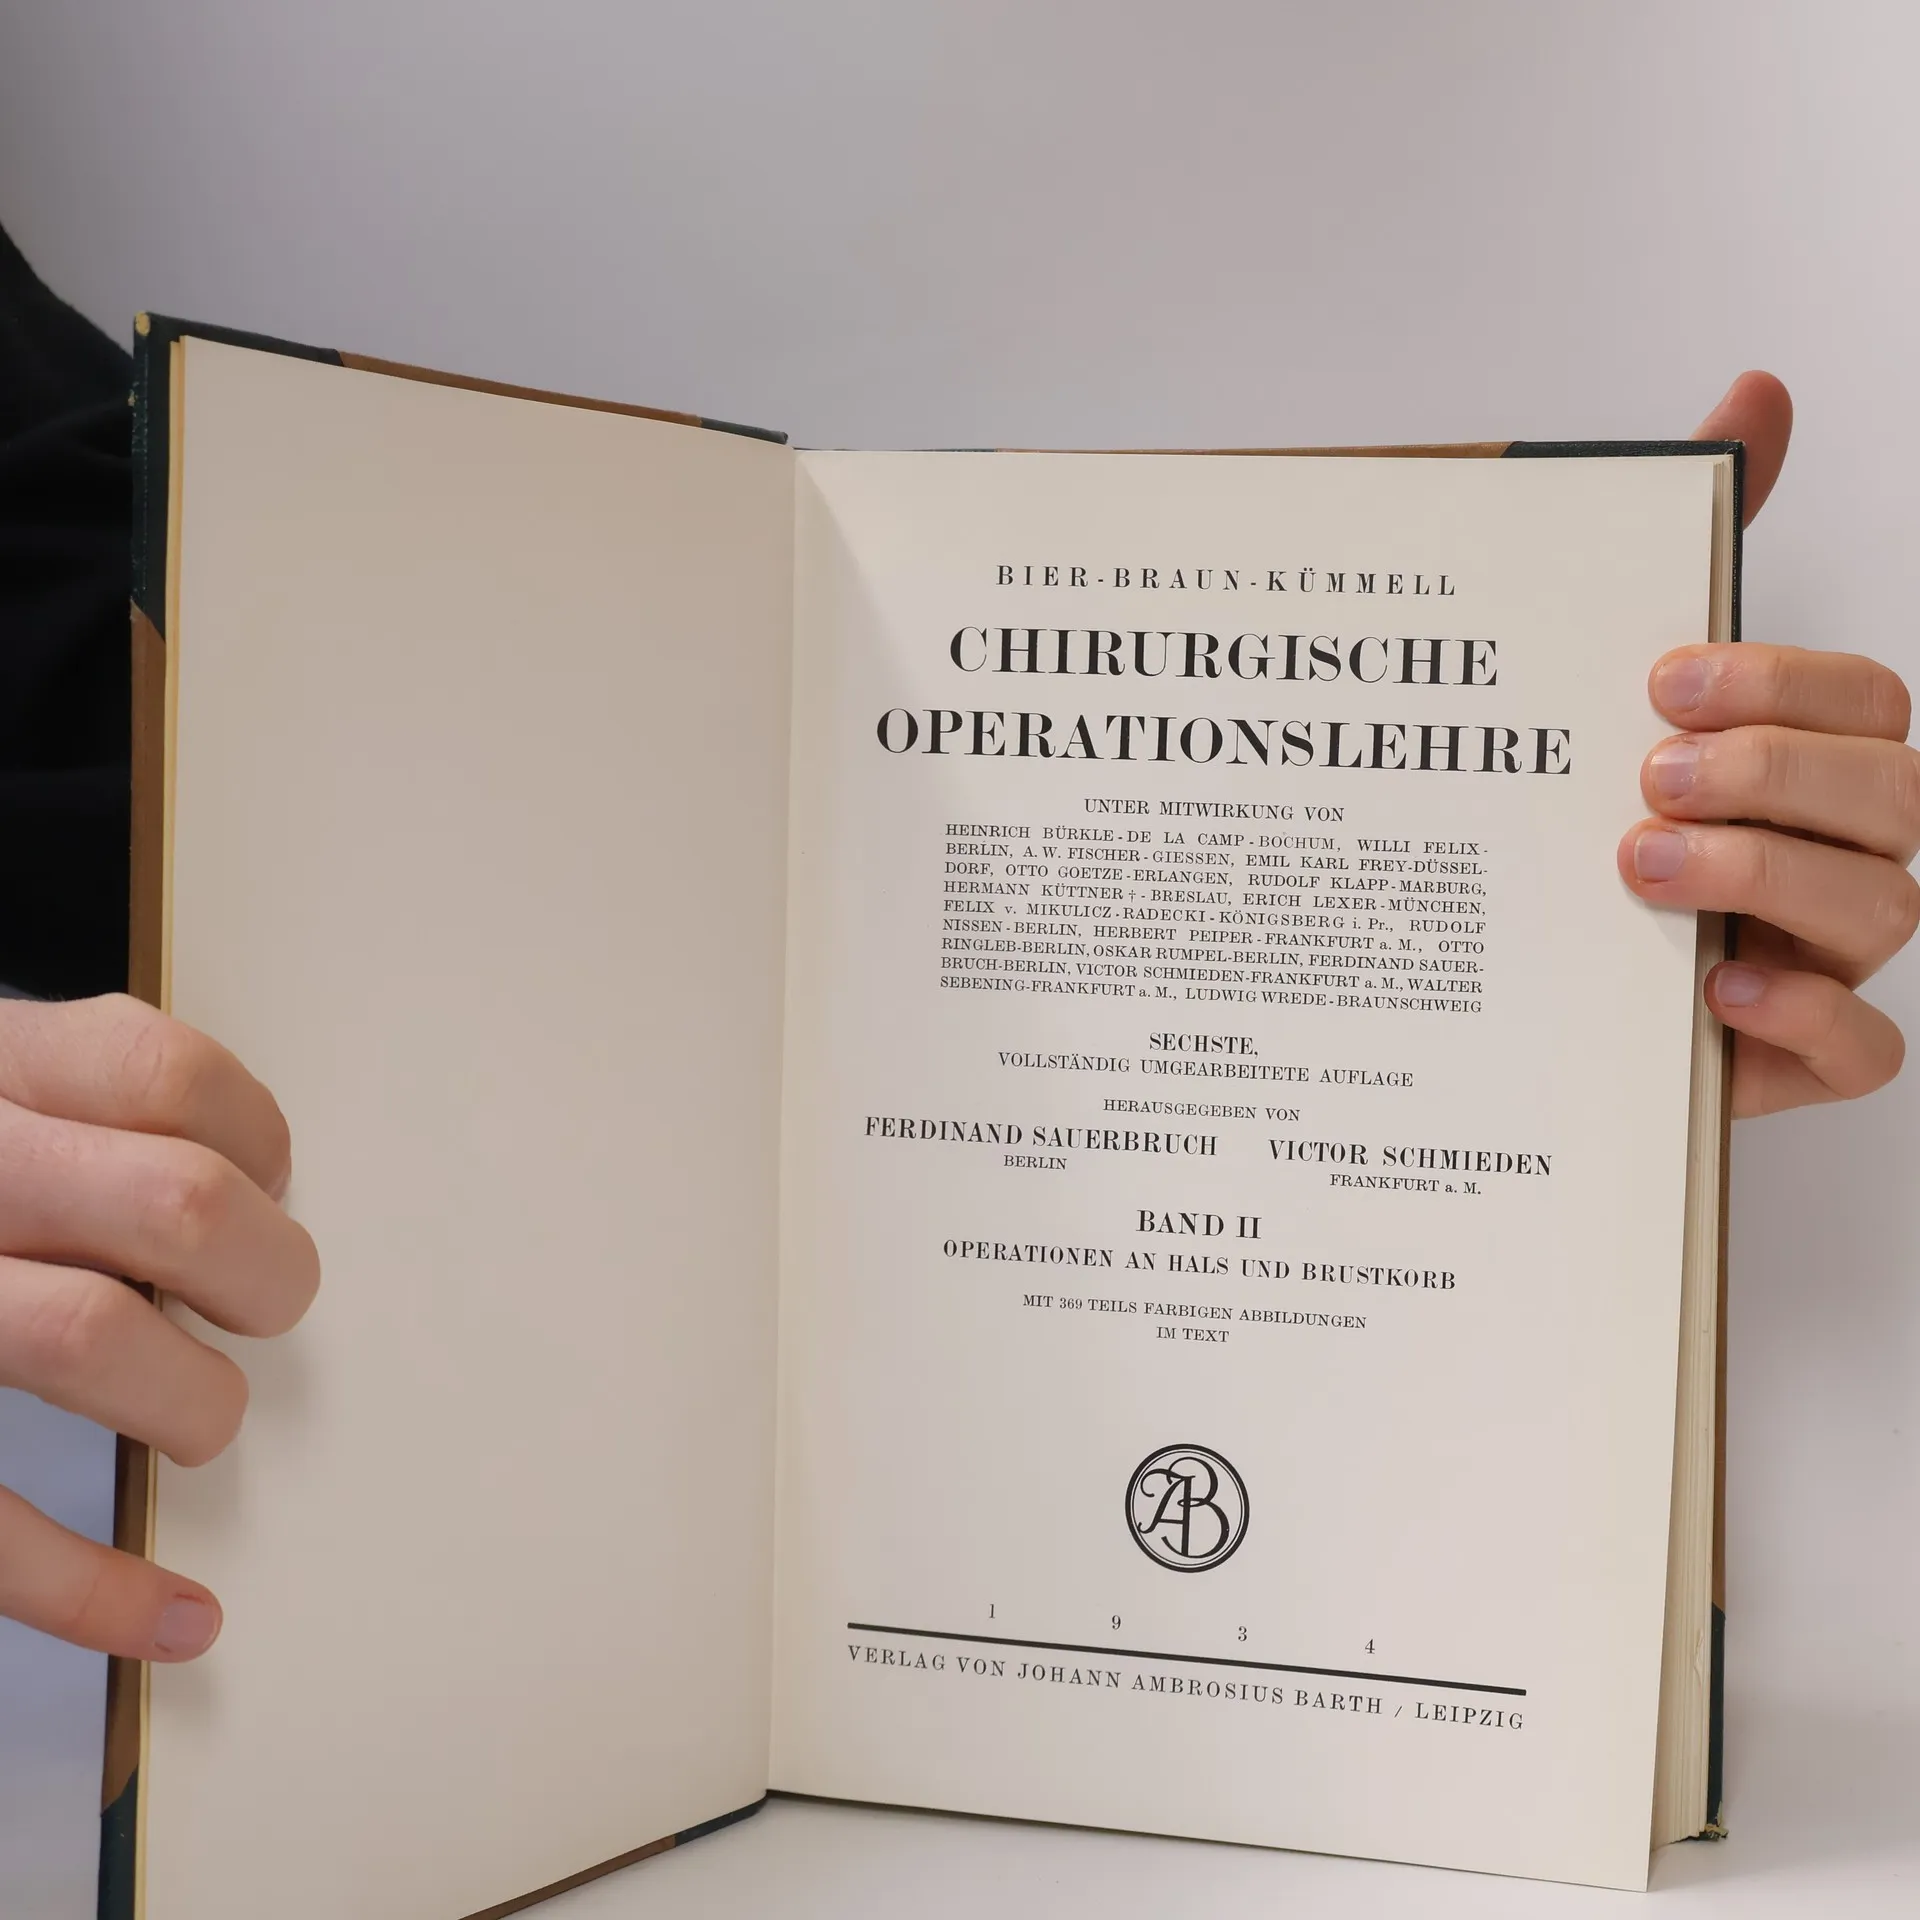 BIER-BRAUN-KÜMMELL
CHIRURGISCHE
OPERATIONSLEHRE
UNTER MITWIRKUNG VON
HEINRICH BÜRKLE-DE LA CAMP-BOCHUM, WILLI FELIX-
BERLIN, A. W. FISCHER-GIESSEN, EMIL KARL FREY-DÜSSEL-
DORF, OTTO GOETZE-ERLANGEN, RUDOLF KLAPP-MARBURG,
HERMANN KÜTTNER†-BRESLAU, ERICH LEXER-MÜNCHEN,
FELIX v. MIKULICZ-RADECKI-KÖNIGSBERG i. Pr., RUDOLF
NISSEN-BERLIN, HERBERT PEIPER-FRANKFURT a. M., OTTO
RINGLEB-BERLIN, OSKAR RUMPEL-BERLIN, FERDINAND SAUER-
BRUCH-BERLIN, VICTOR SCHMIEDEN-FRANKFURT a. M., WALTER
SEBENING-FRANKFURT a. M., LUDWIG WREDE-BRAUNSCHWEIG
SECHSTE,
VOLLSTÄNDIG UMGEARBEITETE AUFLAGE
HERAUSGEGEBEN VON
FERDINAND SAUERBRUCH VICTOR SCHMIEDEN
BERLIN FRANKFURT a. M.
BAND II
OPERATIONEN AN HALS UND BRUSTKORB
MIT 369 TEILS FARBIGEN ABBILDUNGEN
IM TEXT
AB
1 9 3 4
VERLAG VON JOHANN AMBROSIUS BARTH / LEIPZIG